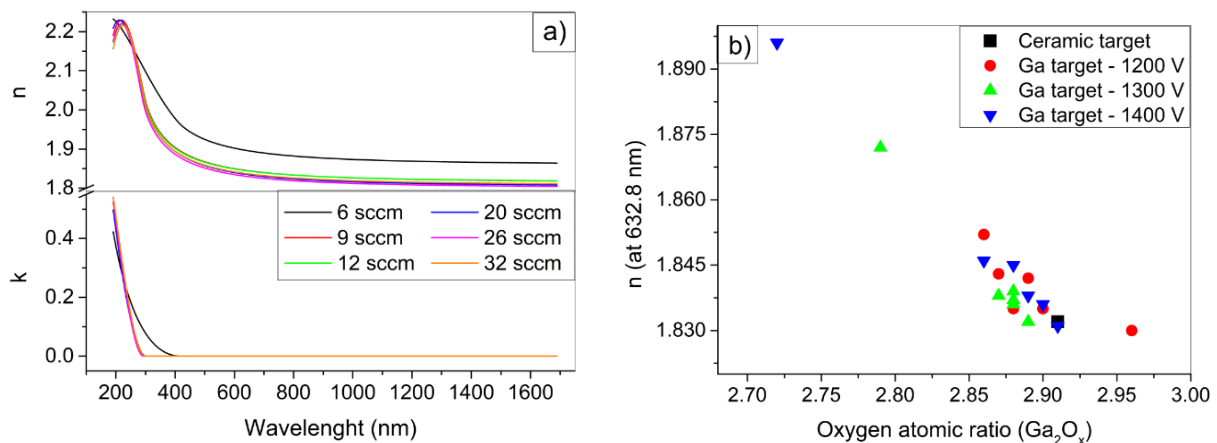 a)
2.2
2.1
2.0
1.9
1.8
n
0.4
0.2
0.0
k
6 sccm
20 sccm
9 sccm
26 sccm
12 sccm
32 sccm
200 400 600 800 1000 1200 1400 1600
Wavelenght (nm)
b)
Ceramic target
Ga target - 1200 V
Ga target - 1300 V
Ga target - 1400 V
1.890
1.875
1.860
1.845
1.830
n (at 632.8 nm)
2.70 2.75 2.80 2.85 2.90 2.95 3.00
Oxygen atomic ratio (Ga₂Oₓ)